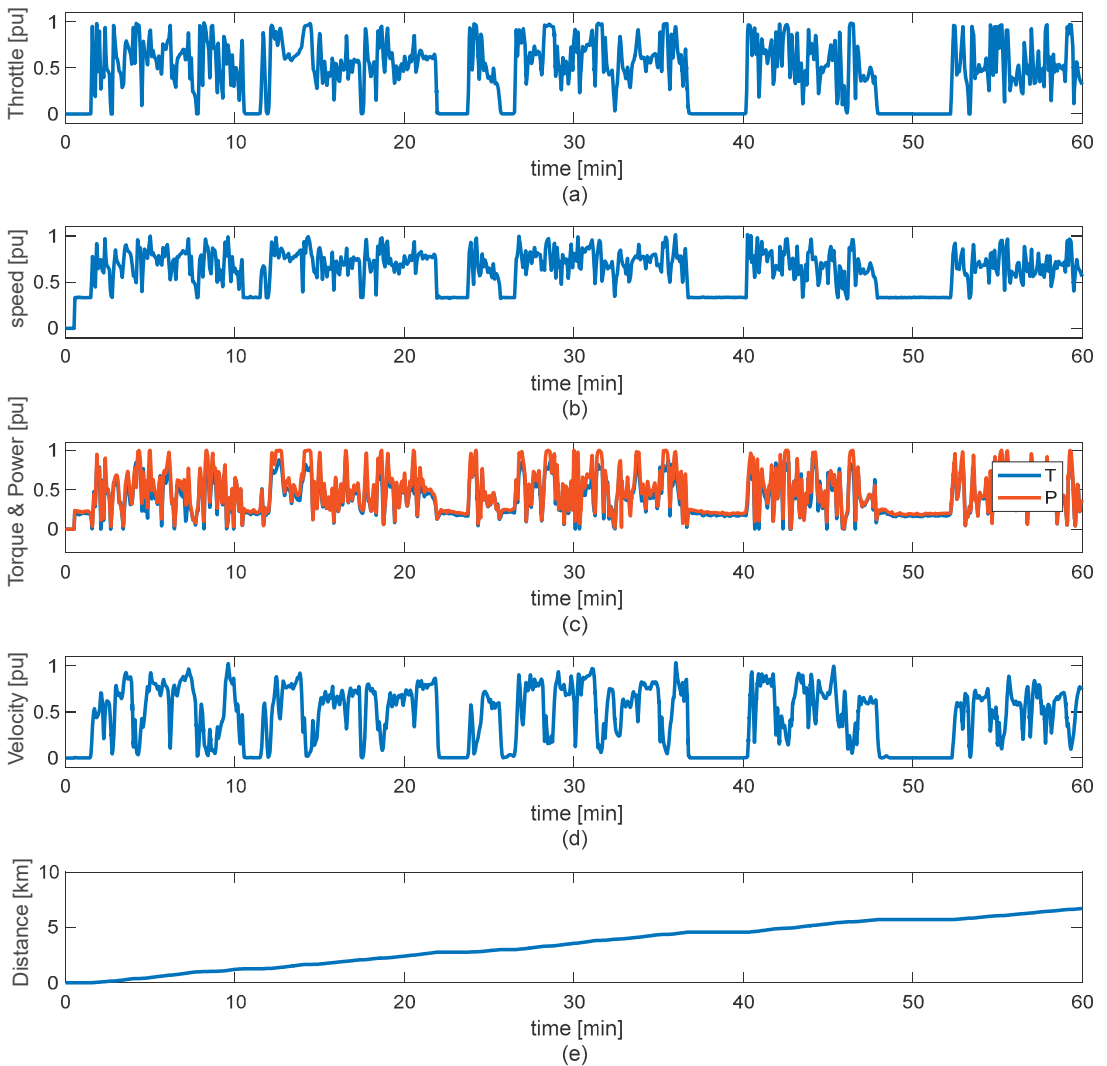 Throttle [pu]
1
0.5
0
0 10 20 30 40 50 60
time [min]
(a)
speed [pu]
1
0.5
0
0 10 20 30 40 50 60
time [min]
(b)
Torque & Power [pu]
1
0.5
0
T
P
0 10 20 30 40 50 60
time [min]
(c)
Velocity [pu]
1
0.5
0
0 10 20 30 40 50 60
time [min]
(d)
Distance [km]
10
5
0
0 10 20 30 40 50 60
time [min]
(e)